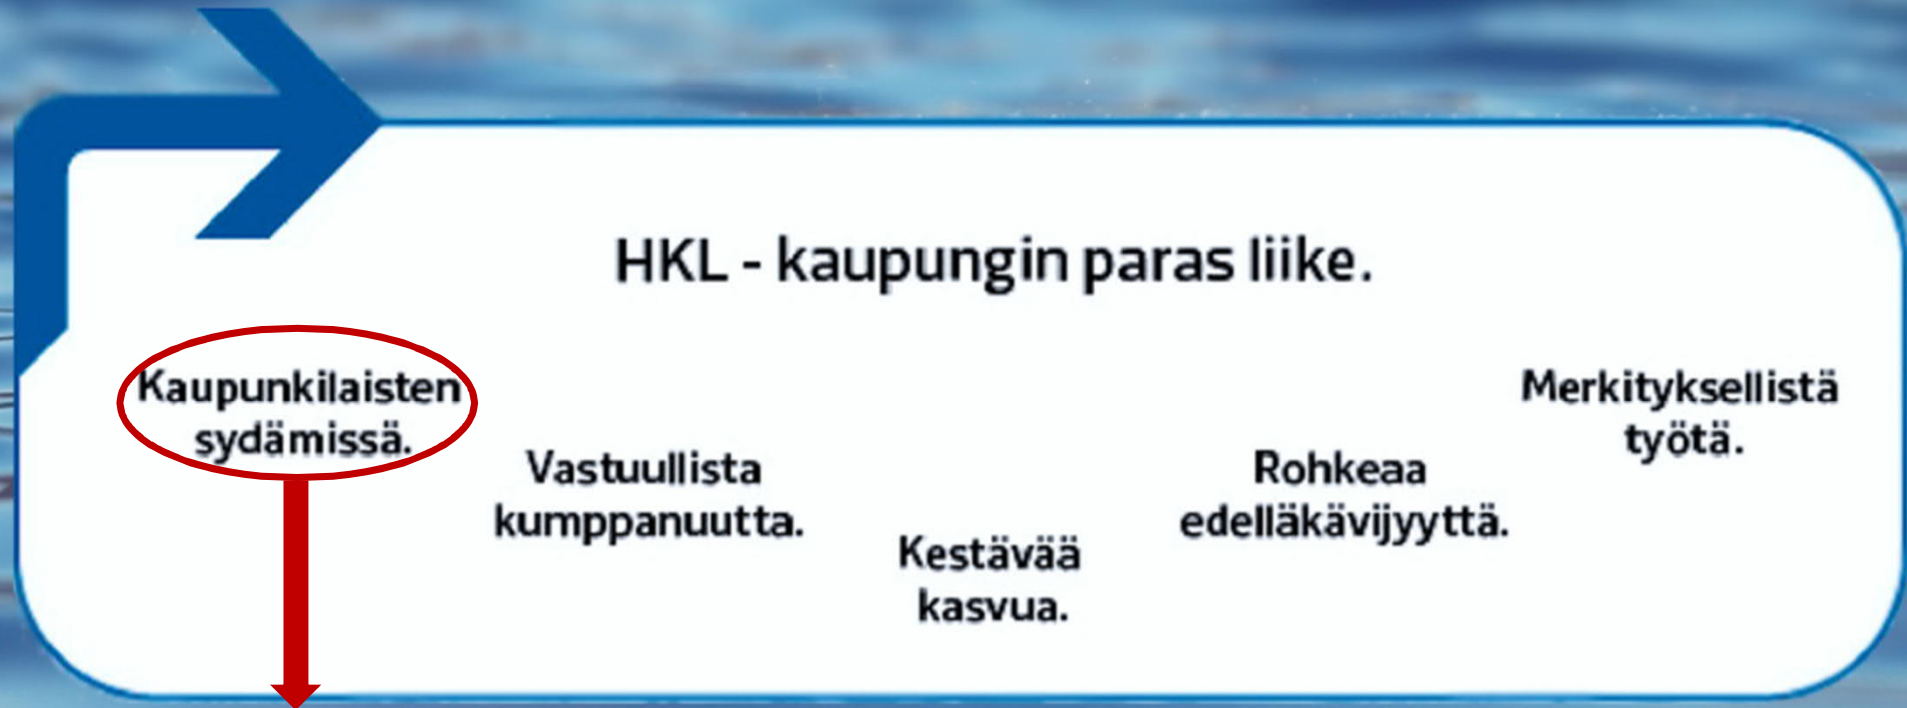 HKL - kaupungin paras liike.
Kaupunkilaisten
sydämissä.
Vastuullista
kumppanuutta.
Kestävää
kasvua.
Rohkeaa
edelläkävijyyttä.
Merkityksellistä
työtä.